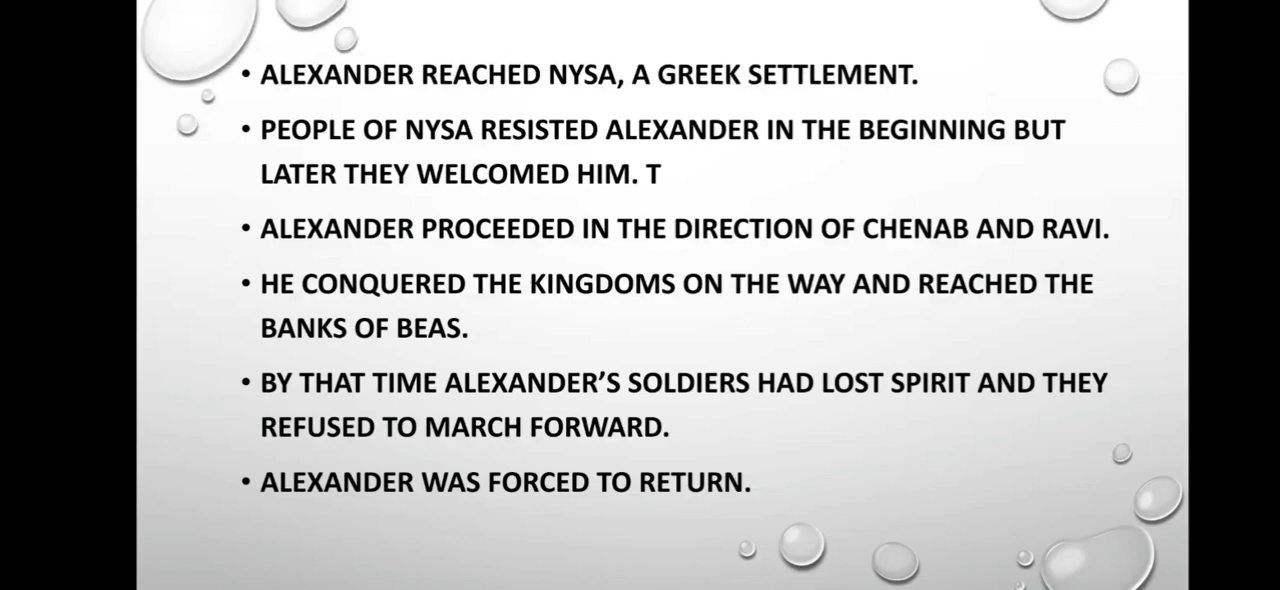 • ALEXANDER REACHED NYSA, A GREEK SETTLEMENT.
• PEOPLE OF NYSA RESISTED ALEXANDER IN THE BEGINNING BUT
LATER THEY WELCOMED HIM. T
• ALEXANDER PROCEEDED IN THE DIRECTION OF CHENAB AND RAVI.
• HE CONQUERED THE KINGDOMS ON THE WAY AND REACHED THE
BANKS OF BEAS.
• BY THAT TIME ALEXANDER’S SOLDIERS HAD LOST SPIRIT AND THEY
REFUSED TO MARCH FORWARD.
• ALEXANDER WAS FORCED TO RETURN.